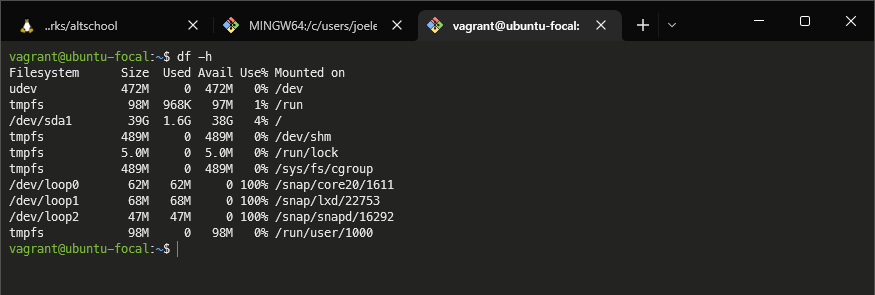 ..rks/altschool
MINGW64:/c/users/joele
vagrant@ubuntu-focal:
vagrant@ubuntu-focal:~$ df -h
Filesystem      Size  Used Avail Use% Mounted on
udev            472M     0  472M   0% /dev
tmpfs            98M  968K   97M   1% /run
/dev/sda1        39G  1.6G   38G   4% /
tmpfs           489M     0  489M   0% /dev/shm
tmpfs           5.0M     0  5.0M   0% /run/lock
tmpfs           489M     0  489M   0% /sys/fs/cgroup
/dev/loop0       62M   62M     0 100% /snap/core20/1611
/dev/loop1       68M   68M     0 100% /snap/lxd/22753
/dev/loop2       47M   47M     0 100% /snap/snapd/16292
tmpfs            98M     0   98M   0% /run/user/1000
vagrant@ubuntu-focal:~$